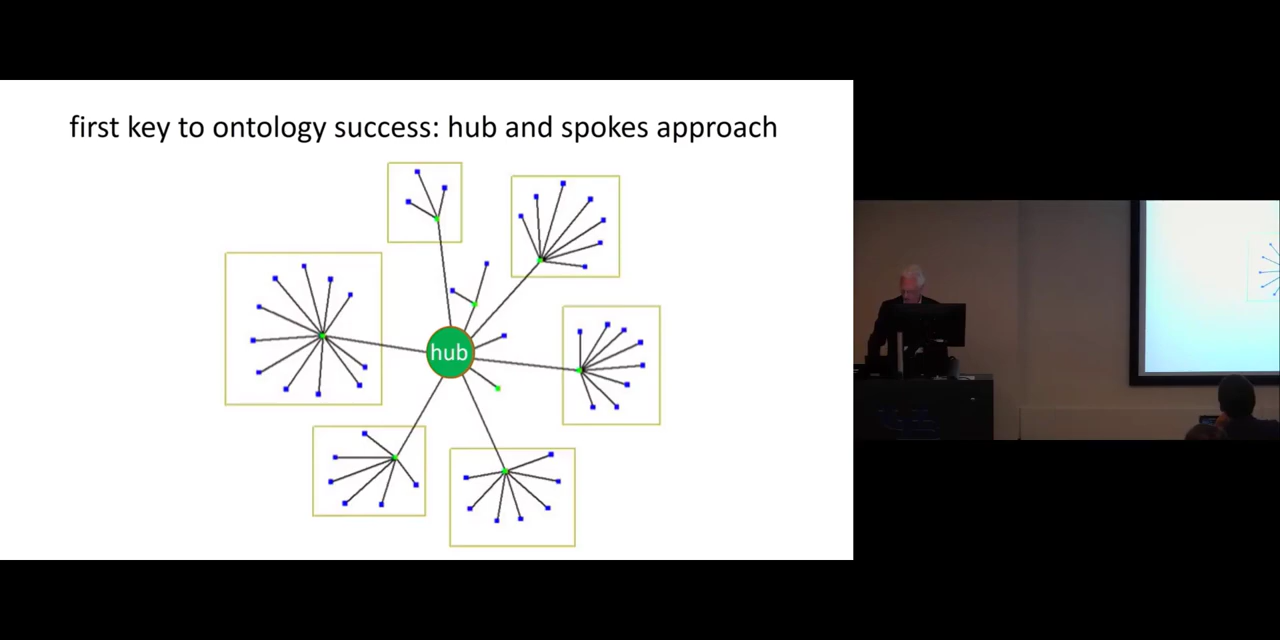 first key to ontology success: hub and spokes approach
hub